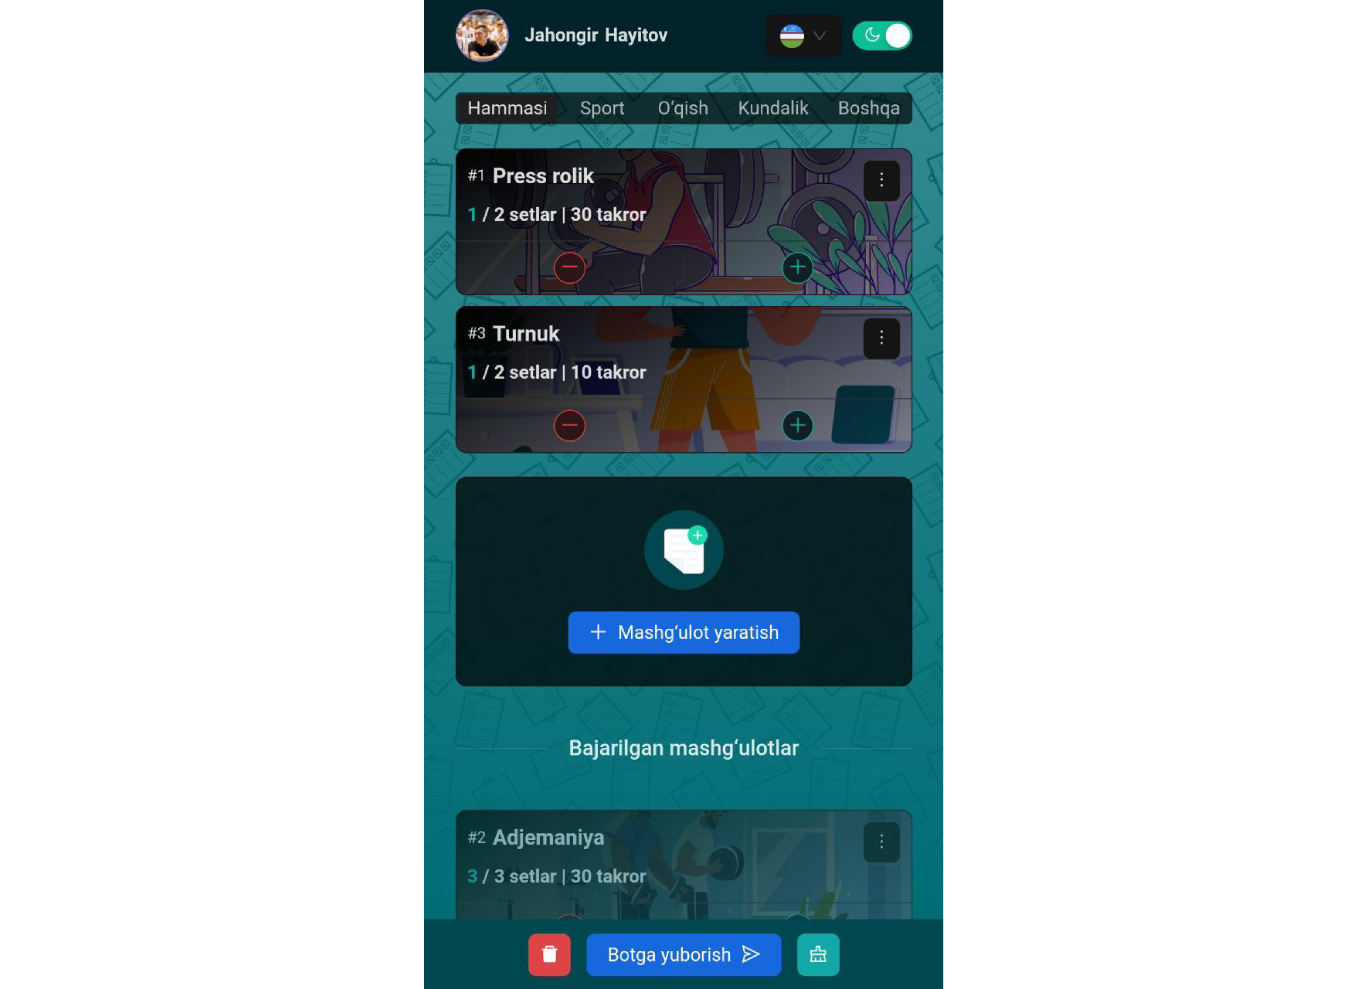 Jahongir Hayitov
Hammasi Sport O‘qish Kundalik Boshqa
#1 Press rolik
1 / 2 setlar | 30 takror
#3 Turnuk
1 / 2 setlar | 10 takror
+ Mashg‘ulot yaratish
Bajarilgan mashg‘ulotlar
#2 Adjemaniya
3 / 3 setlar | 30 takror
Botga yuborish